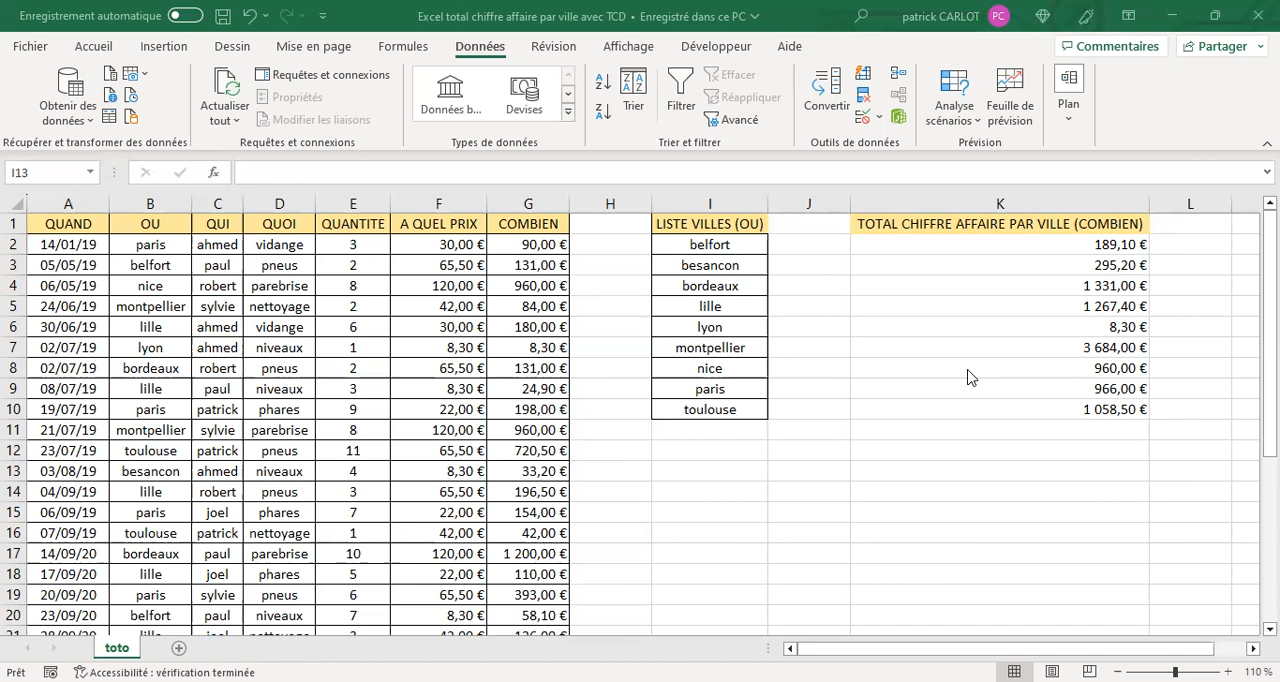 Enregistrement automatique
Excel total chiffre affaire par ville avec TCD • Enregistré dans ce PC
patrick CARLOT PC
Fichier Accueil Insertion Dessin Mise en page Formules Données Révision Affichage Développeur Aide Commentaires Partager
Obtenir des données
Récupérer et transformer des données
Actualiser tout
Requêtes et connexions
Propriétés
Modifier les liaisons
Requêtes et connexions
Données b... Devises
Types de données
Trier
Filtrer
Effacer
Réappliquer
Avancé
Trier et filtrer
Convertir
Outils de données
Analyse scénarios
Feuille de prévision
Prévision
Plan
I13 fx
A B C D E F G H I J K L
1 QUAND OU QUI QUOI QUANTITE A QUEL PRIX COMBIEN LISTE VILLES (OU) TOTAL CHIFFRE AFFAIRE PAR VILLE (COMBIEN)
2 14/01/19 paris ahmed vidange 3 30,00 € 90,00 € belfort 189,10 €
3 05/05/19 belfort paul pneus 2 65,50 € 131,00 € besancon 295,20 €
4 06/05/19 nice robert parebrise 8 120,00 € 960,00 € bordeaux 1 331,00 €
5 24/06/19 montpellier sylvie nettoyage 2 42,00 € 84,00 € lille 1 267,40 €
6 30/06/19 lille ahmed vidange 6 30,00 € 180,00 € lyon 8,30 €
7 02/07/19 lyon ahmed niveaux 1 8,30 € 8,30 € montpellier 3 684,00 €
8 02/07/19 bordeaux robert pneus 2 65,50 € 131,00 € nice 960,00 €
9 08/07/19 lille paul niveaux 3 8,30 € 24,90 € paris 966,00 €
10 19/07/19 paris patrick phares 9 22,00 € 198,00 € toulouse 1 058,50 €
11 21/07/19 montpellier sylvie parebrise 8 120,00 € 960,00 €
12 23/07/19 toulouse patrick pneus 11 65,50 € 720,50 €
13 03/08/19 besancon ahmed niveaux 4 8,30 € 33,20 €
14 04/09/19 lille robert pneus 3 65,50 € 196,50 €
15 06/09/19 paris joel phares 7 22,00 € 154,00 €
16 07/09/19 toulouse patrick nettoyage 1 42,00 € 42,00 €
17 14/09/20 bordeaux paul parebrise 10 120,00 € 1 200,00 €
18 17/09/20 lille joel phares 5 22,00 € 110,00 €
19 20/09/20 paris sylvie pneus 6 65,50 € 393,00 €
20 23/09/20 belfort paul niveaux 7 8,30 € 58,10 €
21 28/09/20 lille joel nettoyage 3 42,00 € 126,00 €
toto
Prêt Accessibilité : vérification terminée 110 %